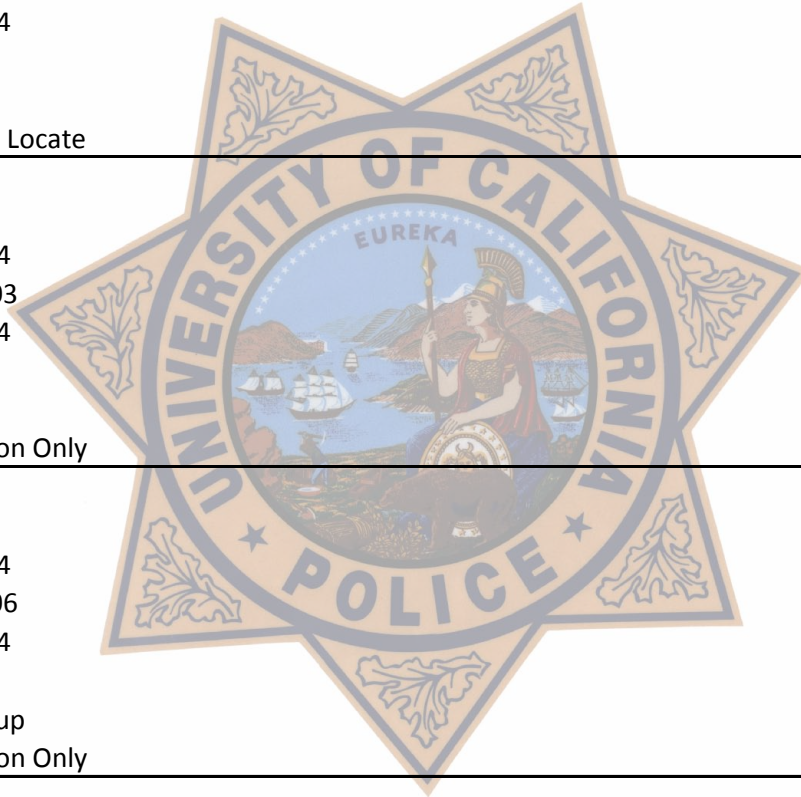 4
Locate
UNIVERSITY OF CALIFORNIA
EUREKA
4
03
4
on Only
POLICE
4
06
4
up
on Only